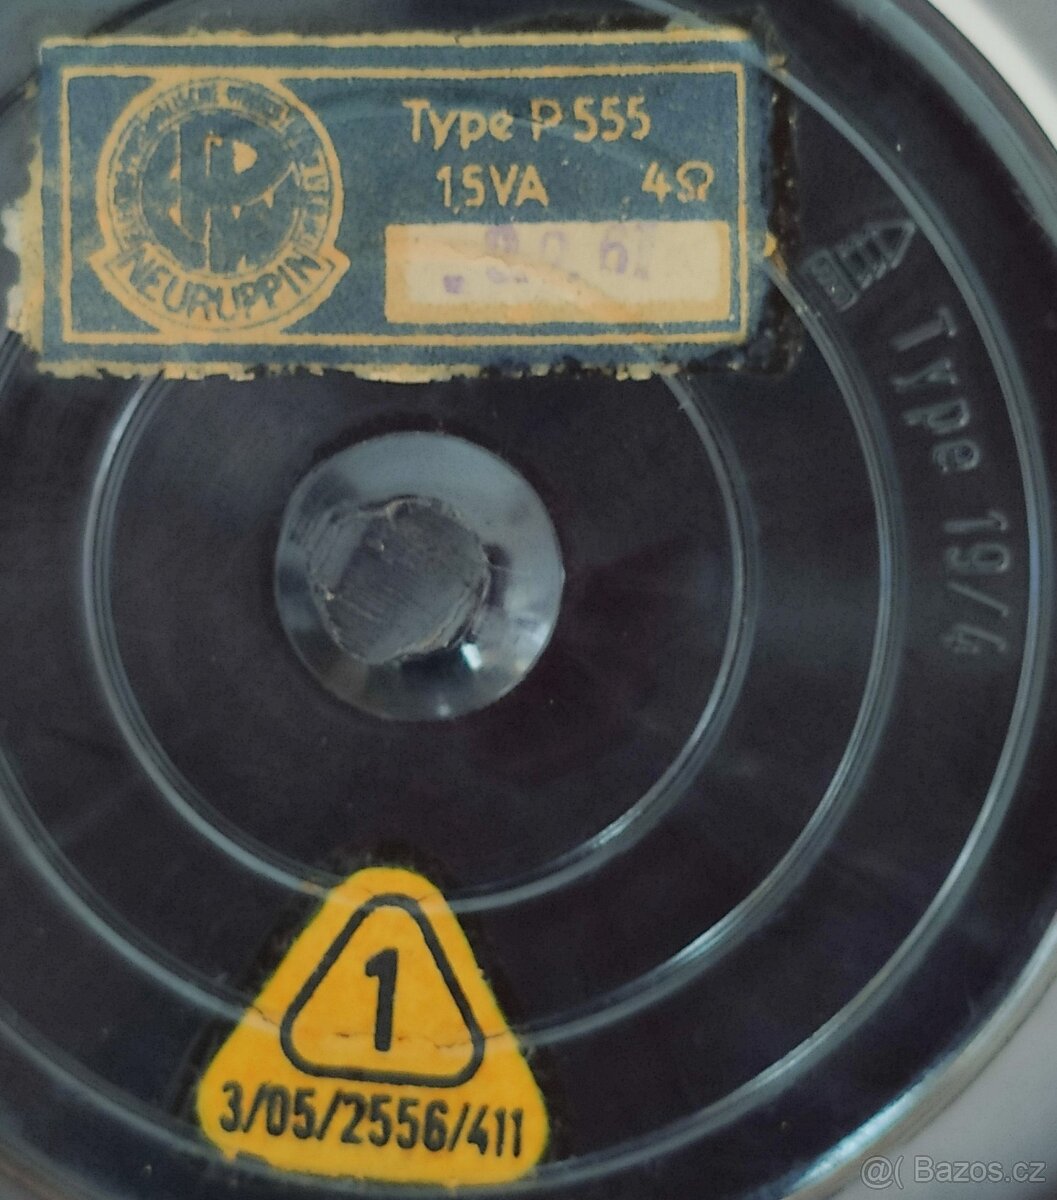 Type P 555
1,5VA 4Ω
NEURUPPIN
Type 19/4
1
3/05/2556/411
@( Bazos.cz